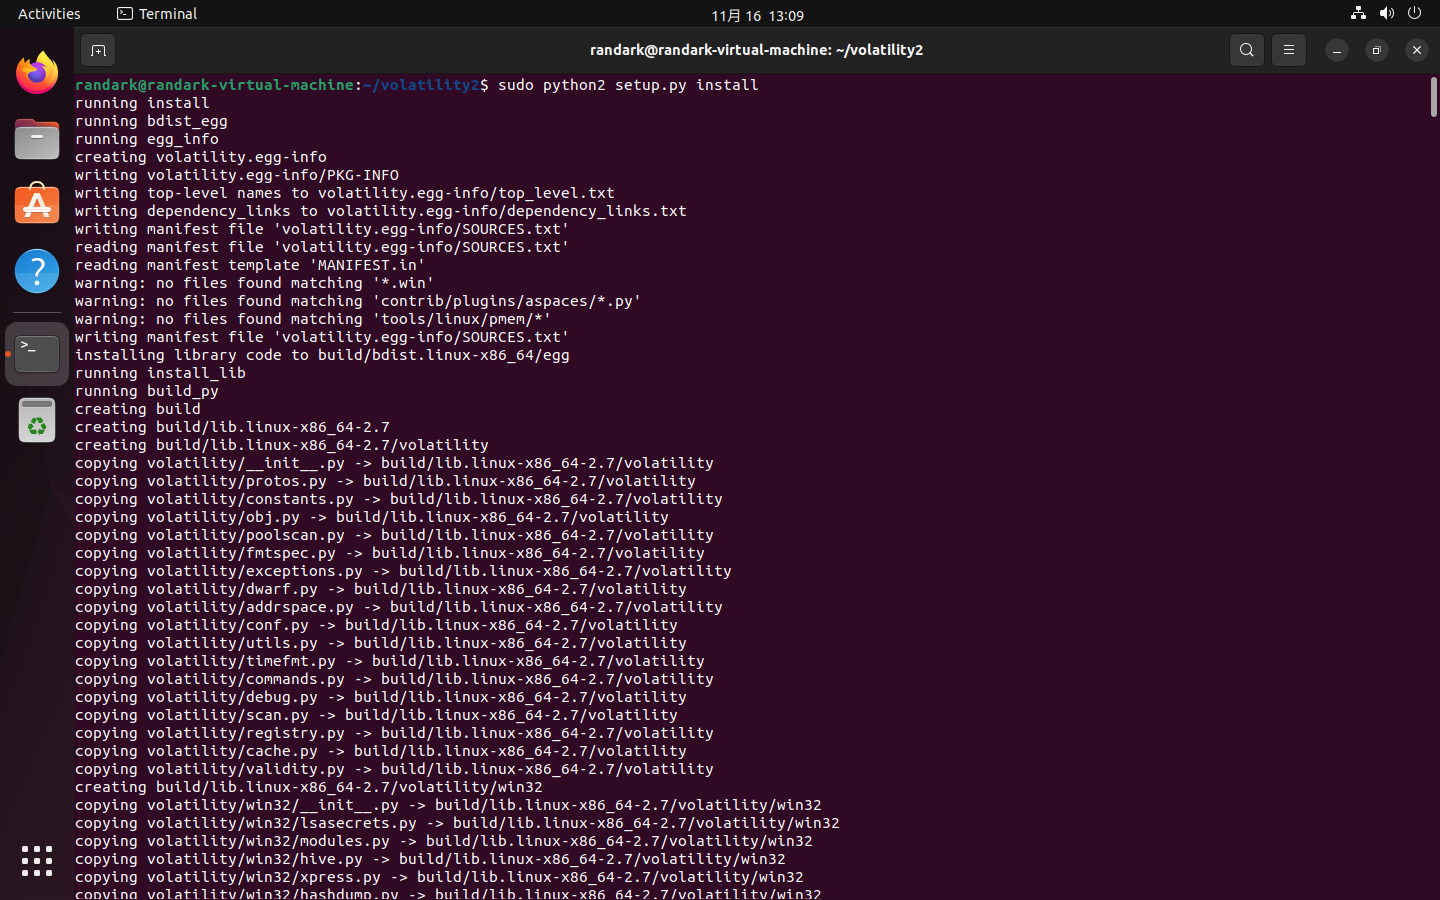 Activities Terminal 11月 16 13:09
randark@randark-virtual-machine: ~/volatility2
randark@randark-virtual-machine:~/volatility2$ sudo python2 setup.py install
running install
running bdist_egg
running egg_info
creating volatility.egg-info
writing volatility.egg-info/PKG-INFO
writing top-level names to volatility.egg-info/top_level.txt
writing dependency_links to volatility.egg-info/dependency_links.txt
writing manifest file 'volatility.egg-info/SOURCES.txt'
reading manifest file 'volatility.egg-info/SOURCES.txt'
reading manifest template 'MANIFEST.in'
warning: no files found matching '*.win'
warning: no files found matching 'contrib/plugins/aspaces/*.py'
warning: no files found matching 'tools/linux/pmem/*'
writing manifest file 'volatility.egg-info/SOURCES.txt'
installing library code to build/bdist.linux-x86_64/egg
running install_lib
running build_py
creating build
creating build/lib.linux-x86_64-2.7
creating build/lib.linux-x86_64-2.7/volatility
copying volatility/__init__.py -> build/lib.linux-x86_64-2.7/volatility
copying volatility/protos.py -> build/lib.linux-x86_64-2.7/volatility
copying volatility/constants.py -> build/lib.linux-x86_64-2.7/volatility
copying volatility/obj.py -> build/lib.linux-x86_64-2.7/volatility
copying volatility/poolscan.py -> build/lib.linux-x86_64-2.7/volatility
copying volatility/fmtspec.py -> build/lib.linux-x86_64-2.7/volatility
copying volatility/exceptions.py -> build/lib.linux-x86_64-2.7/volatility
copying volatility/dwarf.py -> build/lib.linux-x86_64-2.7/volatility
copying volatility/addrspace.py -> build/lib.linux-x86_64-2.7/volatility
copying volatility/conf.py -> build/lib.linux-x86_64-2.7/volatility
copying volatility/utils.py -> build/lib.linux-x86_64-2.7/volatility
copying volatility/timefmt.py -> build/lib.linux-x86_64-2.7/volatility
copying volatility/commands.py -> build/lib.linux-x86_64-2.7/volatility
copying volatility/debug.py -> build/lib.linux-x86_64-2.7/volatility
copying volatility/scan.py -> build/lib.linux-x86_64-2.7/volatility
copying volatility/registry.py -> build/lib.linux-x86_64-2.7/volatility
copying volatility/cache.py -> build/lib.linux-x86_64-2.7/volatility
copying volatility/validity.py -> build/lib.linux-x86_64-2.7/volatility
creating build/lib.linux-x86_64-2.7/volatility/win32
copying volatility/win32/__init__.py -> build/lib.linux-x86_64-2.7/volatility/win32
copying volatility/win32/lsasecrets.py -> build/lib.linux-x86_64-2.7/volatility/win32
copying volatility/win32/modules.py -> build/lib.linux-x86_64-2.7/volatility/win32
copying volatility/win32/hive.py -> build/lib.linux-x86_64-2.7/volatility/win32
copying volatility/win32/xpress.py -> build/lib.linux-x86_64-2.7/volatility/win32
copying volatility/win32/hashdump.py -> build/lib.linux-x86_64-2.7/volatility/win32